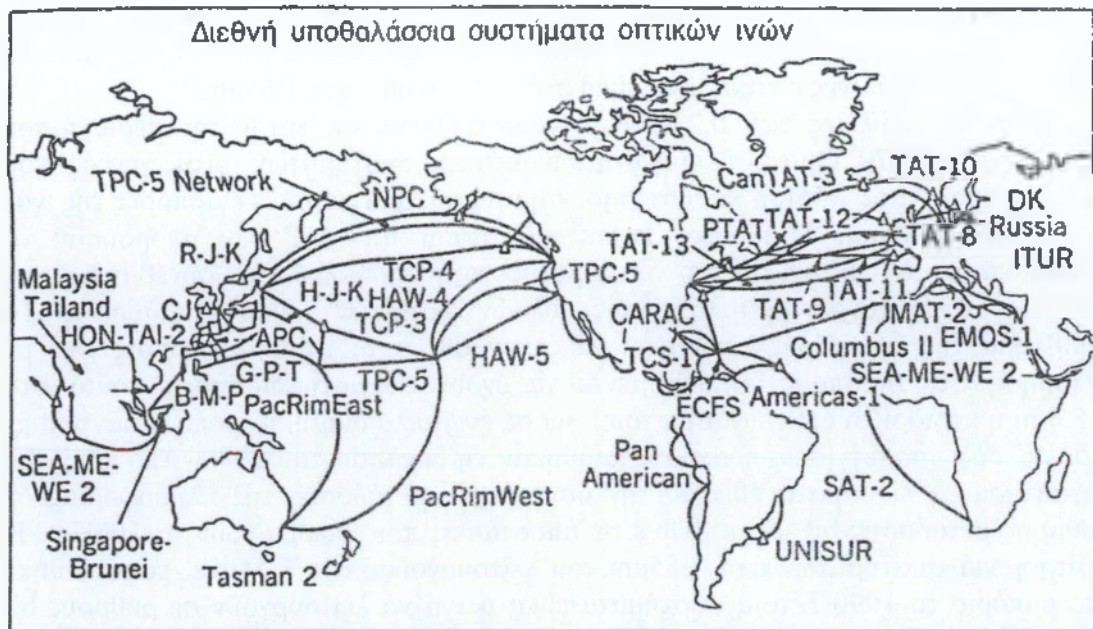 Διεθνή υποθαλάσσια συστήματα οπτικών ινών
TPC-5 Network
NPC
CanTAT-3
TAT-10
PTAT
TAT-12
DK
TAT-8
Russia
TAT-13
ITUR
R-J-K
TCP-4
TPC-5
Malaysia
Tailand
CJ
H-J-K
HAW-4
TAT-11
TCP-3
CARAC
TAT-9
IMAT-2
HON-TAI-2
APC
EMOS-1
TCS-1
Columbus II
HAW-5
G-P-T
TPC-5
SEA-ME-WE 2
B-M-P
PacRimEast
ECFS
Americas-1
Pan
American
SEA-ME-
WE 2
PacRimWest
SAT-2
Singapore-
Brunei
Tasman 2
UNISUR